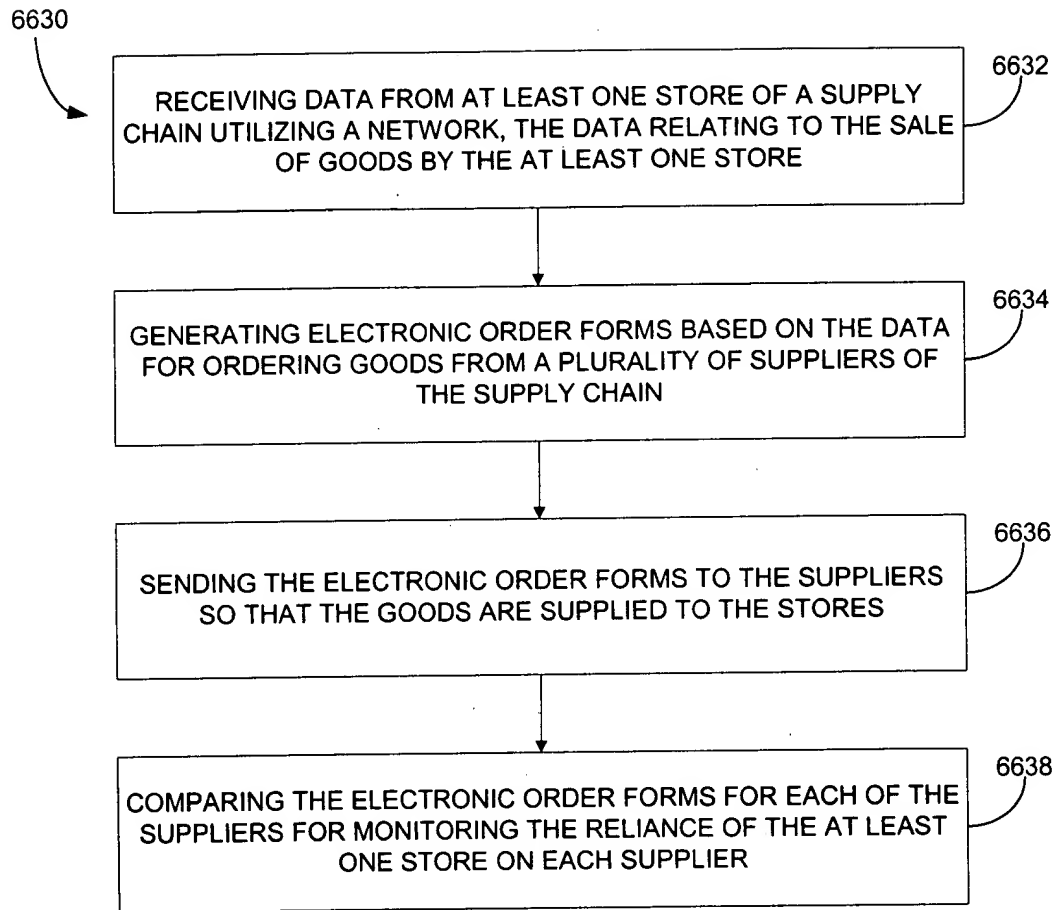 6630
6632
RECEIVING DATA FROM AT LEAST ONE STORE OF A SUPPLY
CHAIN UTILIZING A NETWORK, THE DATA RELATING TO THE SALE
OF GOODS BY THE AT LEAST ONE STORE
6634
GENERATING ELECTRONIC ORDER FORMS BASED ON THE DATA
FOR ORDERING GOODS FROM A PLURALITY OF SUPPLIERS OF
THE SUPPLY CHAIN
6636
SENDING THE ELECTRONIC ORDER FORMS TO THE SUPPLIERS
SO THAT THE GOODS ARE SUPPLIED TO THE STORES
6638
COMPARING THE ELECTRONIC ORDER FORMS FOR EACH OF THE
SUPPLIERS FOR MONITORING THE RELIANCE OF THE AT LEAST
ONE STORE ON EACH SUPPLIER